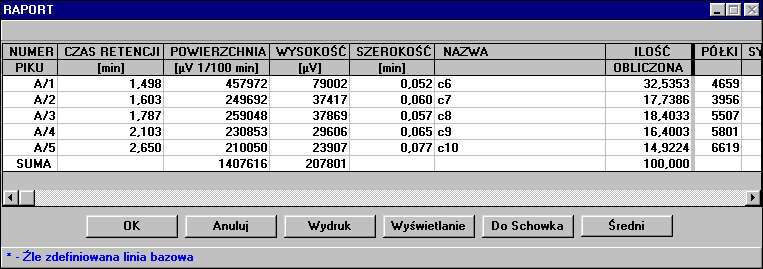 RAPORT
NUMER CZAS RETENCJI POWIERZCHNIA WYSOKOŚĆ SZEROKOŚĆ NAZWA ILOŚĆ PÓŁKI SY
PIKU [min] [µV 1/100 min] [µV] [min] OBLICZONA
A/1 1,498 457972 79002 0,052 c6 32,5353 4659
A/2 1,603 249692 37417 0,060 c7 17,7386 3956
A/3 1,787 259048 37869 0,057 c8 18,4033 5507
A/4 2,103 230853 29606 0,065 c9 16,4003 5801
A/5 2,650 210050 23907 0,077 c10 14,9224 6619
SUMA 1407616 207801 100,000
OK Anuluj Wydruk Wyświetlanie Do Schowka Średni
* - Źle zdefiniowana linia bazowa